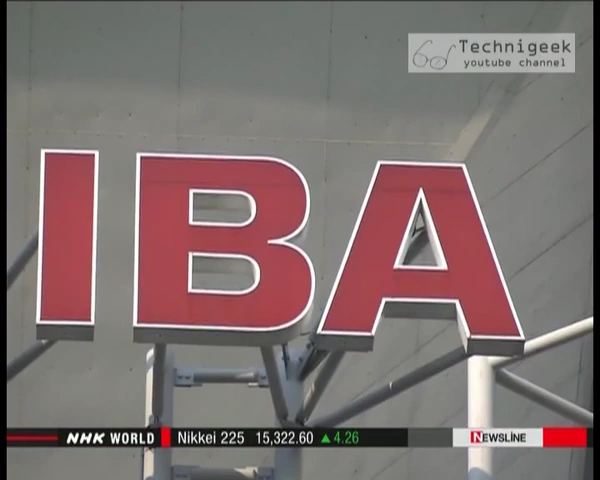 Technigeek
youtube channel
IBA
NHK WORLD Nikkei 225 15,322.60 ▲4.26 NEWSLINE